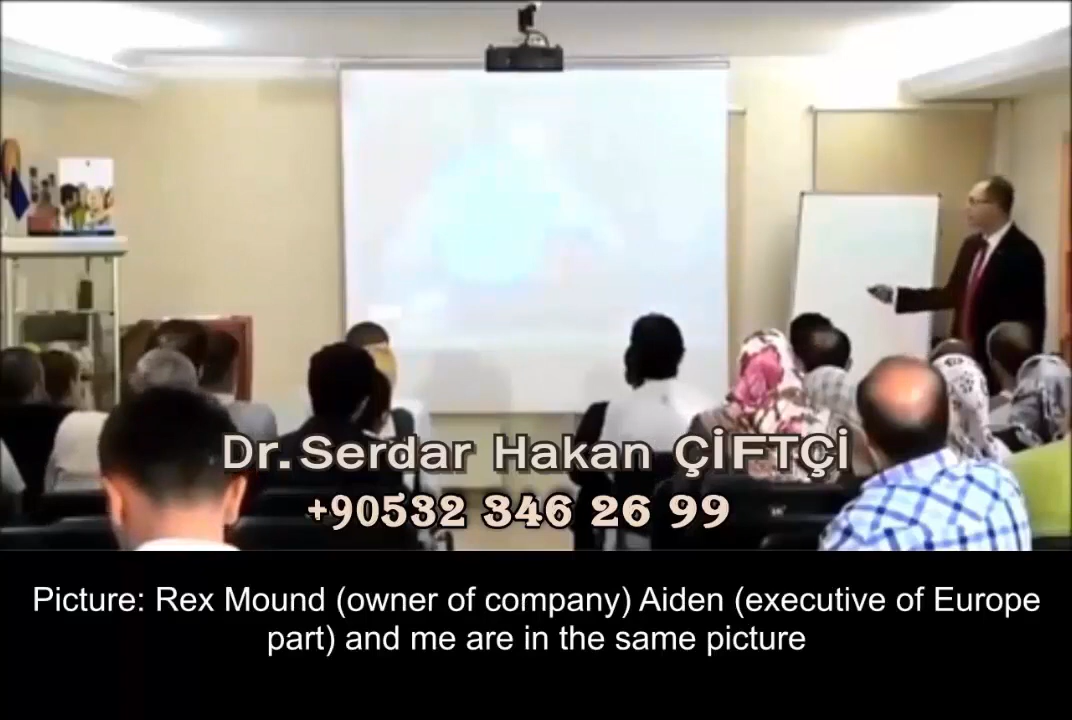 Dr. Serdar Hakan ÇİFTÇİ
+90532 346 26 99
Picture: Rex Mound (owner of company) Aiden (executive of Europe
part) and me are in the same picture